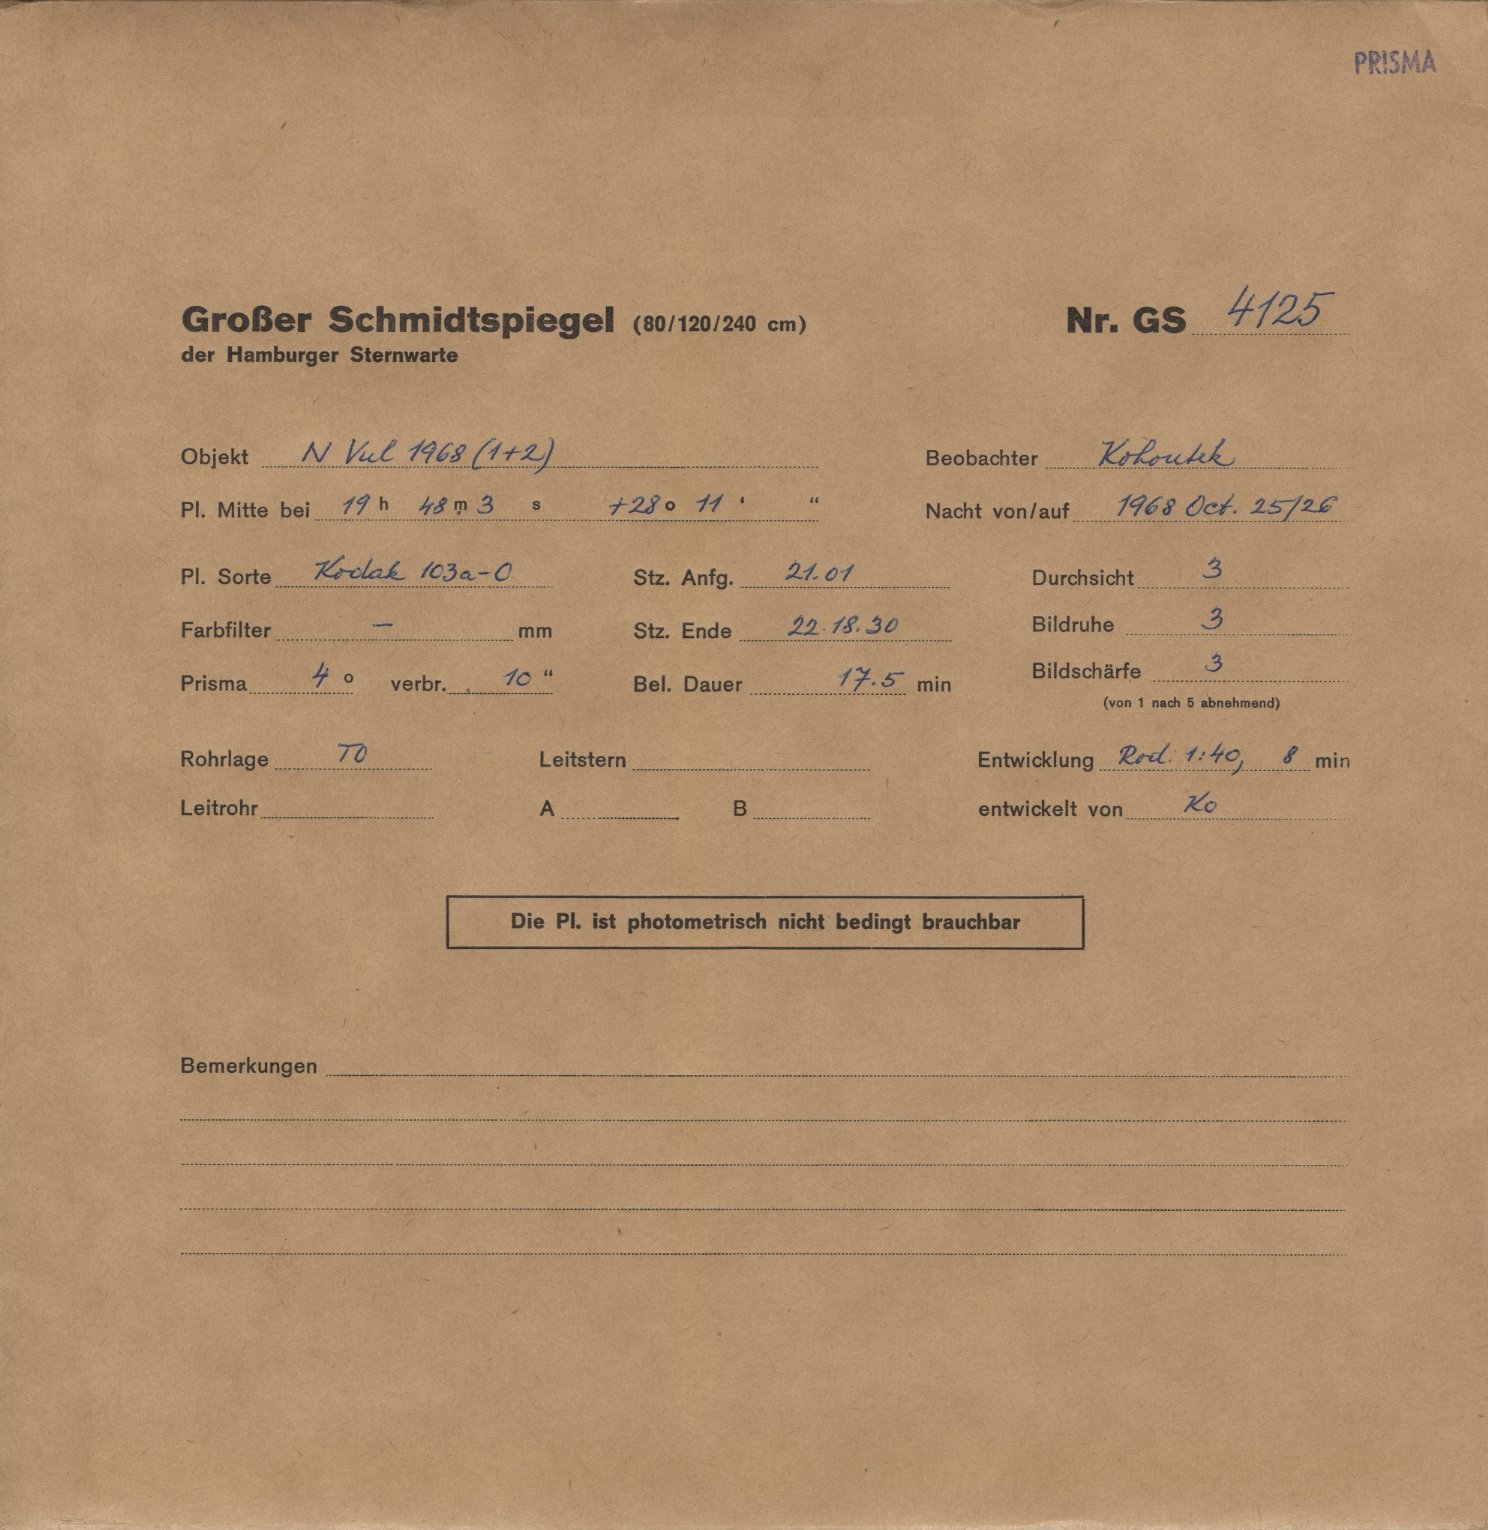 PRISMA
Großer Schmidtspiegel (80/120/240 cm) Nr. GS 4125
der Hamburger Sternwarte
Objekt N Vul 1968 (1+2) Beobachter Kohoutek
Pl. Mitte bei 19 h 48 m 3 s +28 o 11 ' " Nacht von/auf 1968 Oct. 25/26
Pl. Sorte Kodak 103a-O Stz. Anfg. 21.01 Durchsicht 3
Farbfilter – mm Stz. Ende 22.18.30 Bildruhe 3
Prisma 4 o verbr. 10 " Bel. Dauer 17.5 min Bildschärfe 3
(von 1 nach 5 abnehmend)
Rohrlage TO Leitstern Entwicklung Rod. 1:40, 8 min
Leitrohr A B entwickelt von Ko
Die Pl. ist photometrisch nicht bedingt brauchbar
Bemerkungen